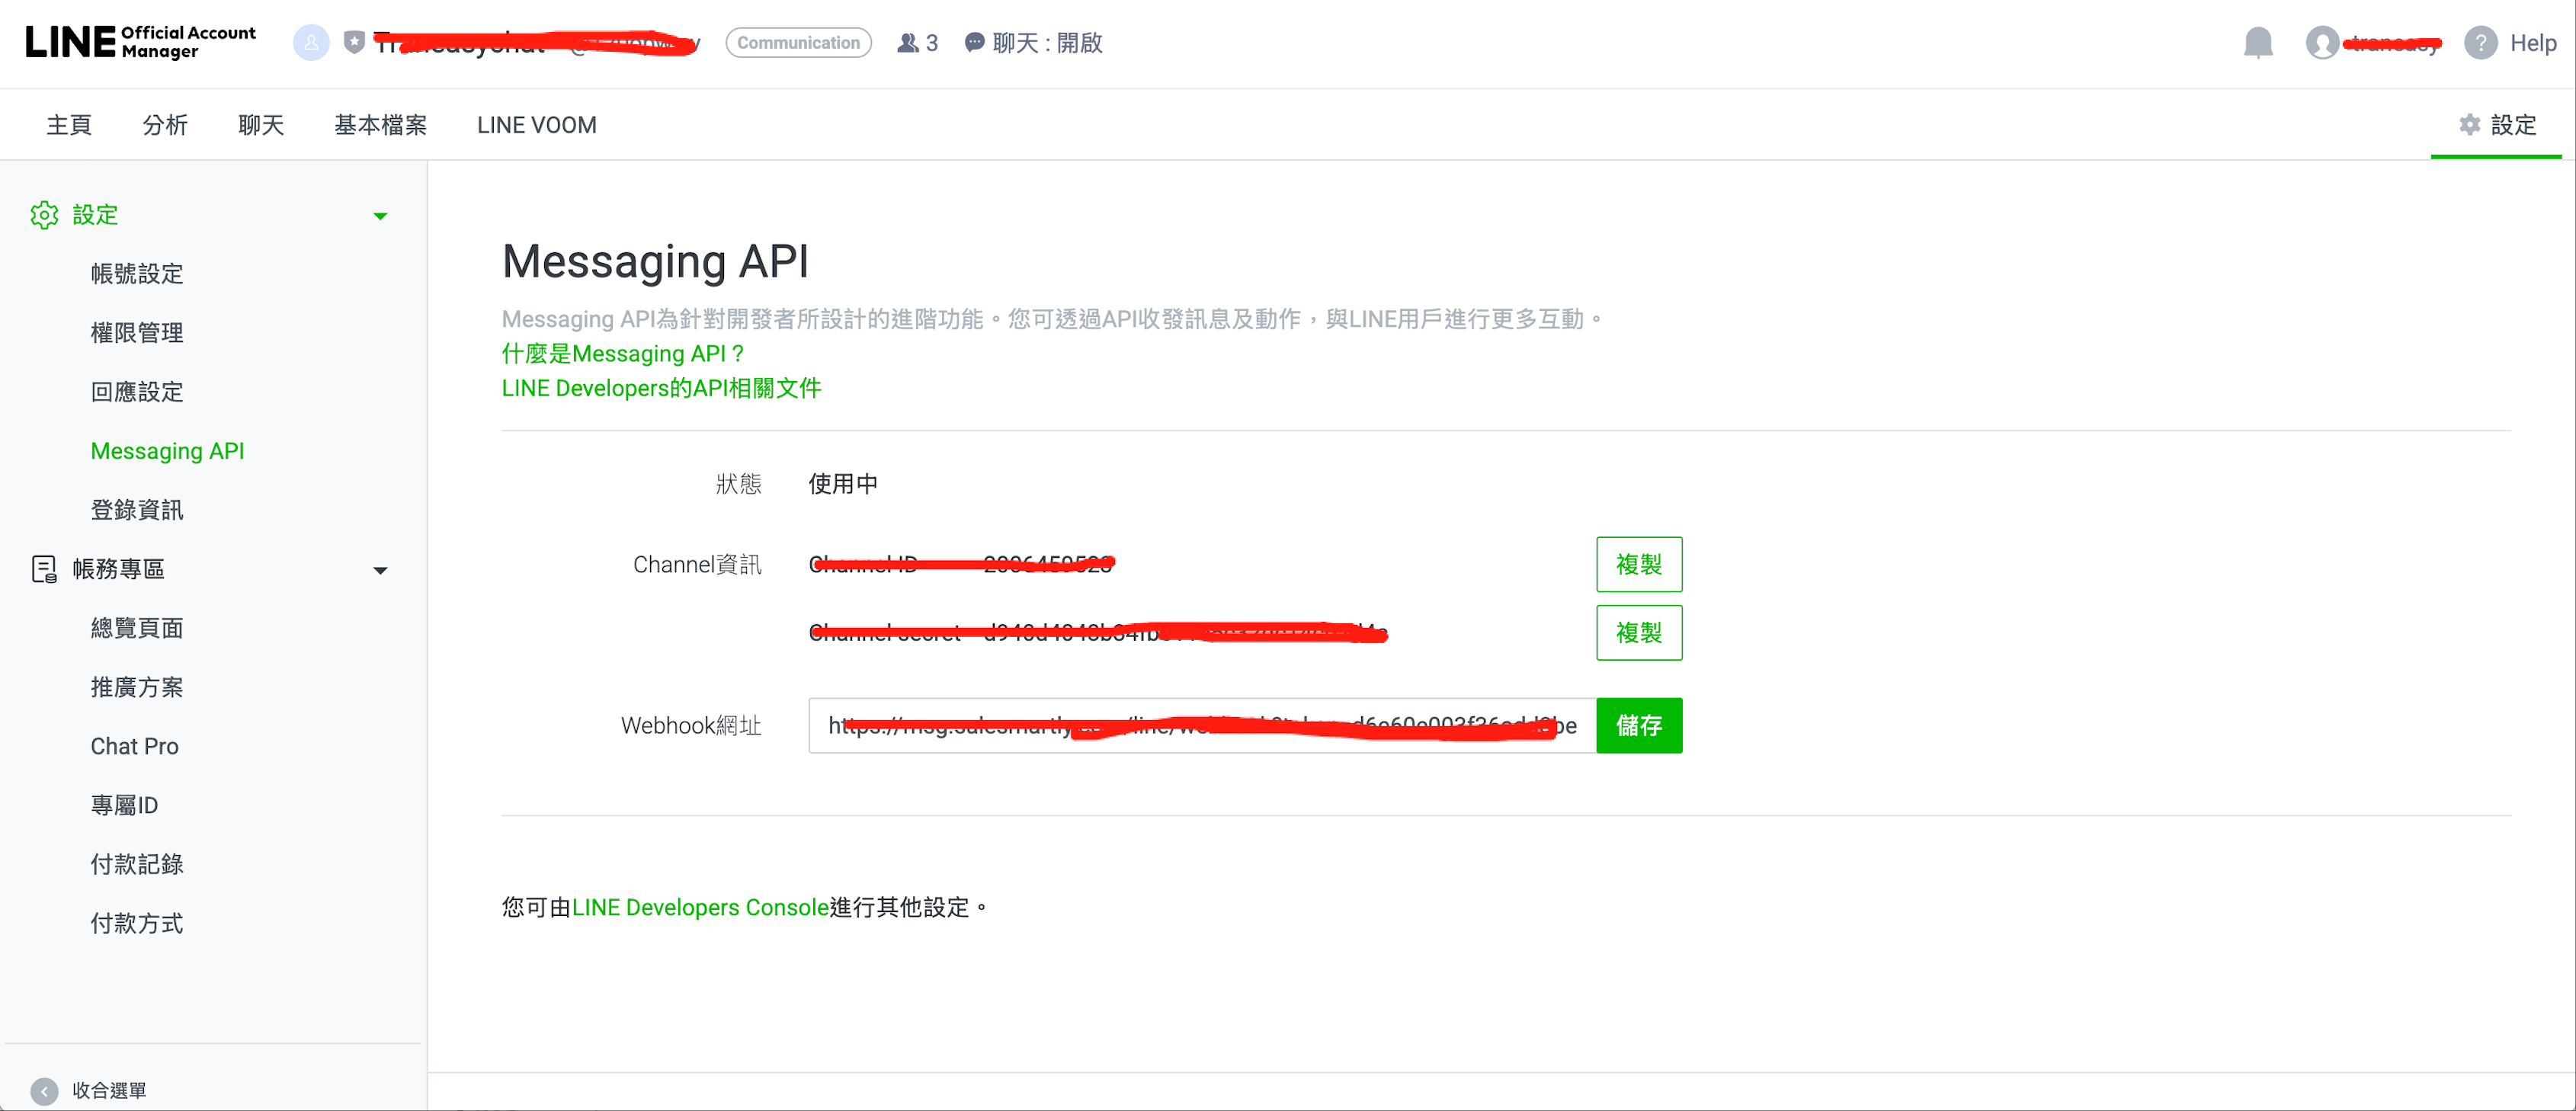 LINE Official Account Manager
Communication
3
聊天 : 開啟
Help
主頁
分析
聊天
基本檔案
LINE VOOM
設定
設定
帳號設定
權限管理
回應設定
Messaging API
登錄資訊
帳務專區
總覽頁面
推廣方案
Chat Pro
專屬ID
付款記錄
付款方式
收合選單
Messaging API
Messaging API為針對開發者所設計的進階功能。您可透過API收發訊息及動作，與LINE用戶進行更多互動。
什麼是Messaging API？
LINE Developers的API相關文件
狀態 使用中
Channel資訊 Channel ID
複製
Channel secret
複製
Webhook網址
儲存
您可由LINE Developers Console進行其他設定。